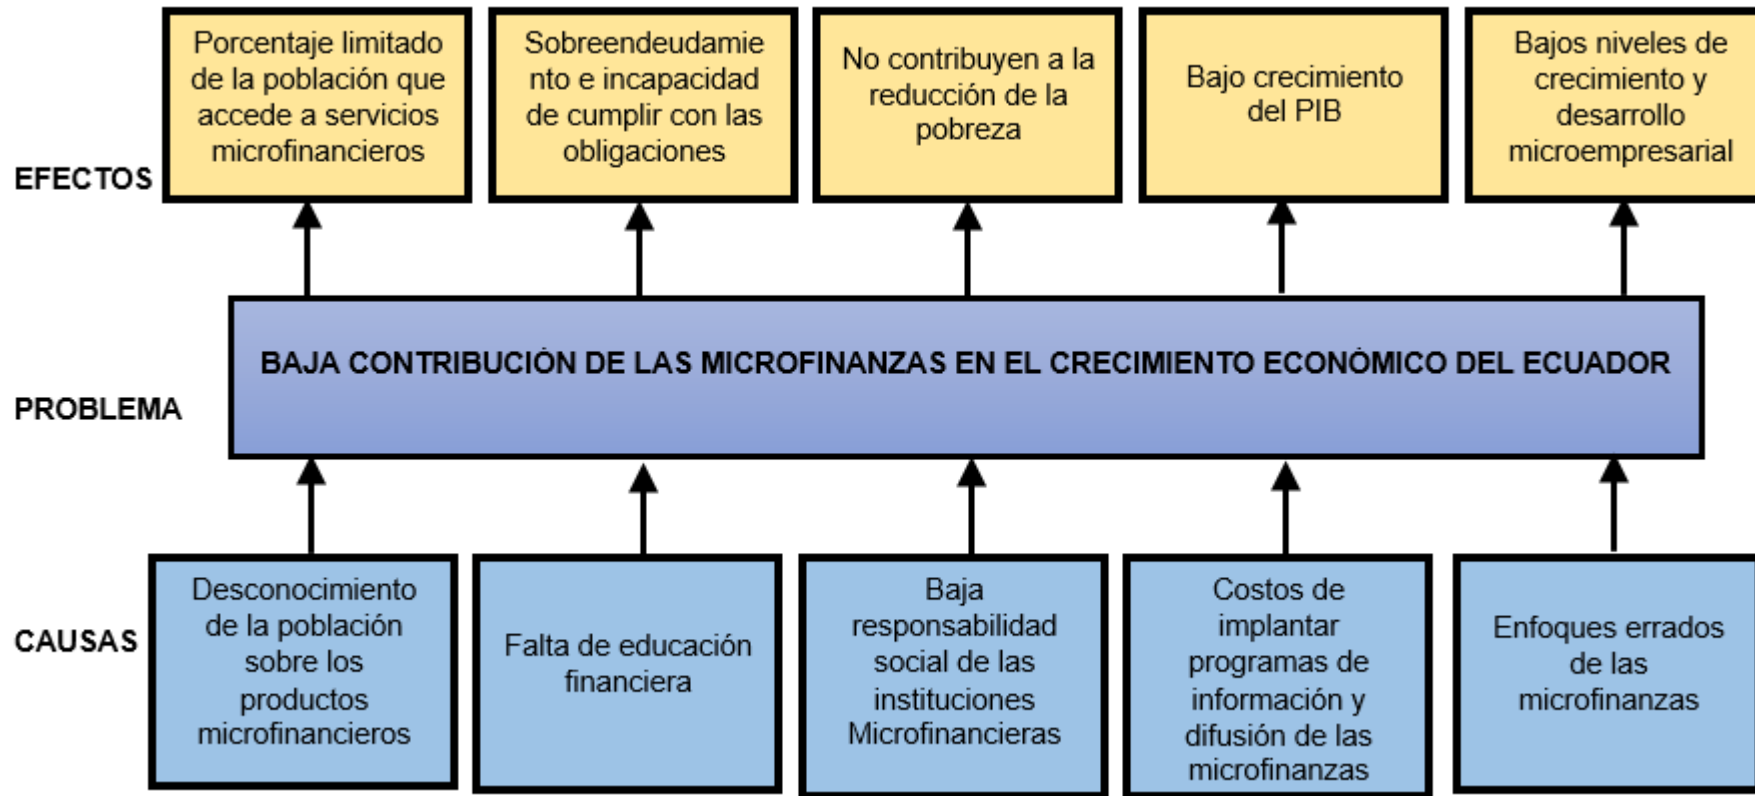 Porcentaje limitado
de la población que
accede a servicios
microfinancieros
Sobreendeudamie
nto e incapacidad
de cumplir con las
obligaciones
No contribuyen a la
reducción de la
pobreza
Bajo crecimiento
del PIB
Bajos niveles de
crecimiento y
desarrollo
microempresarial
EFECTOS
BAJA CONTRIBUCIÓN DE LAS MICROFINANZAS EN EL CRECIMIENTO ECONÓMICO DEL ECUADOR
PROBLEMA
Desconocimiento
de la población
sobre los
productos
microfinancieros
Falta de educación
financiera
Baja
responsabilidad
social de las
instituciones
Microfinancieras
Costos de
implantar
programas de
información y
difusión de las
microfinanzas
Enfoques errados
de las
microfinanzas
CAUSAS